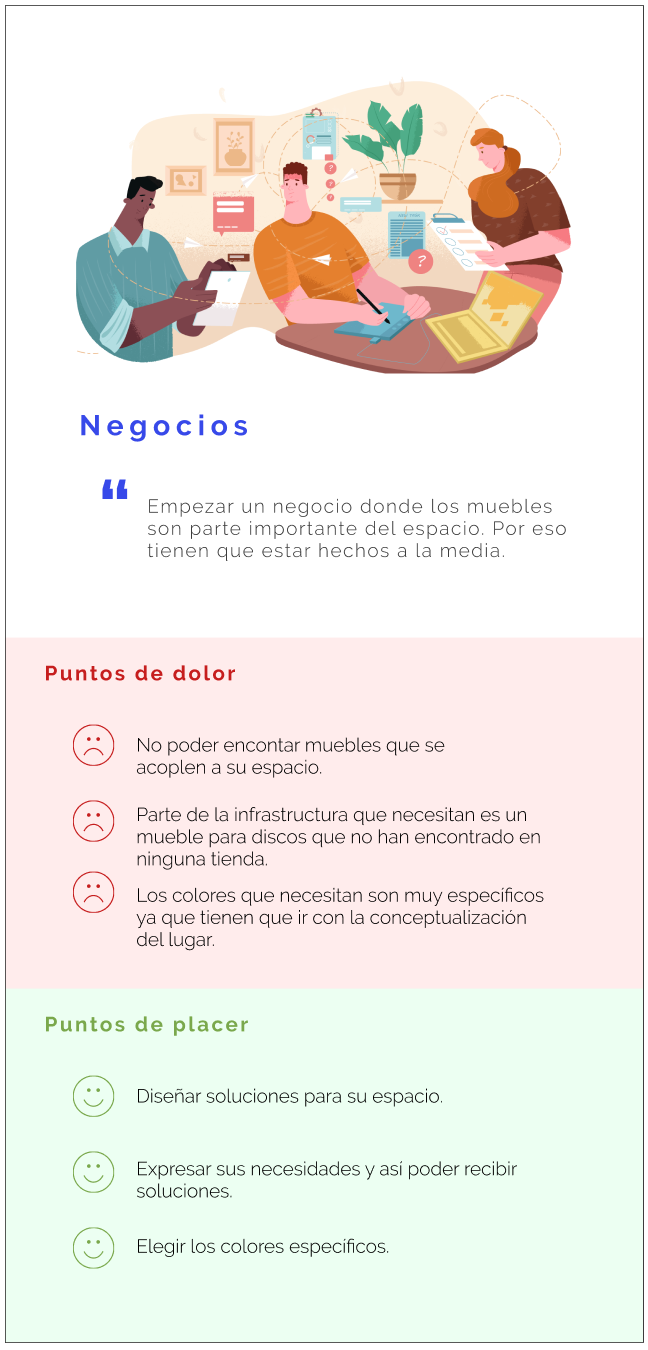 ?
?
?
?
Negocios
“
Empezar un negocio donde los muebles
son parte importante del espacio. Por eso
tienen que estar hechos a la media.
Puntos de dolor
No poder encontar muebles que se
acoplen a su espacio.
Parte de la infrastructura que necesitan es un
mueble para discos que no han encontrado en
ninguna tienda.
Los colores que necesitan son muy específicos
ya que tienen que ir con la conceptualización
del lugar.
Puntos de placer
Diseñar soluciones para su espacio.
Expresar sus necesidades y así poder recibir
soluciones.
Elegir los colores específicos.